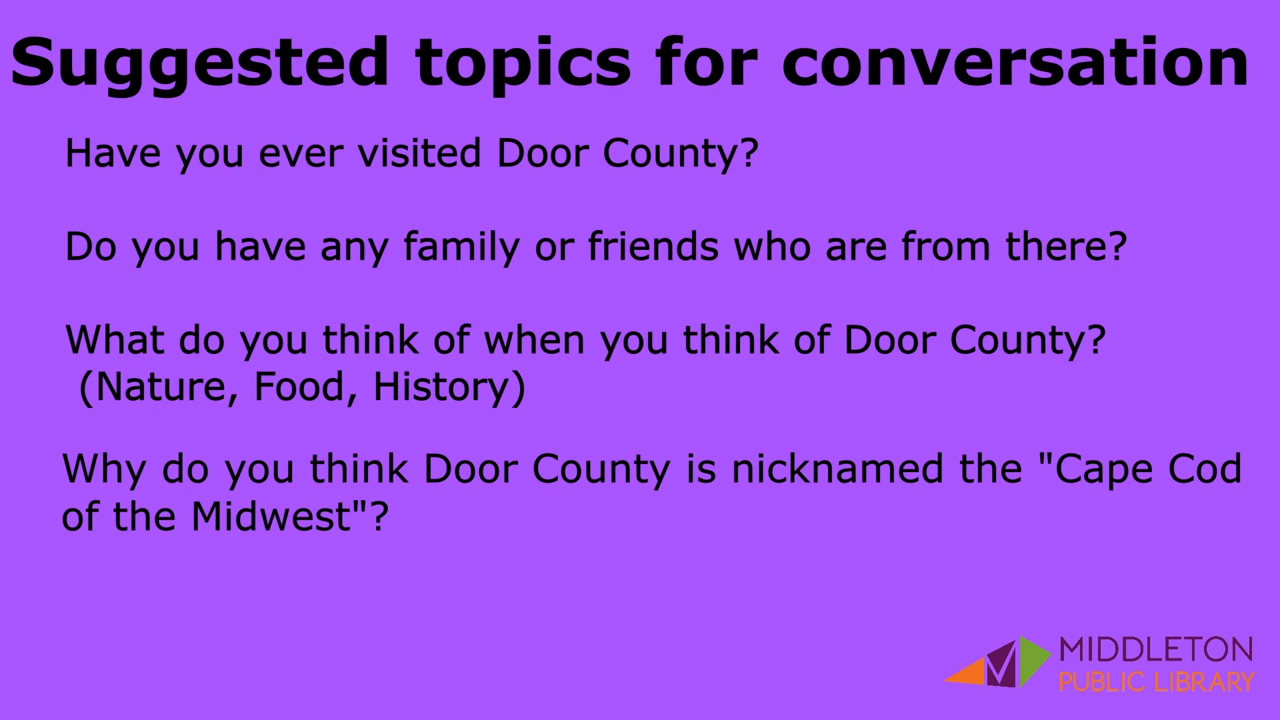 Suggested topics for conversation
Have you ever visited Door County?
Do you have any family or friends who are from there?
What do you think of when you think of Door County?
(Nature, Food, History)
Why do you think Door County is nicknamed the "Cape Cod
of the Midwest"?
MIDDLETON
PUBLIC LIBRARY